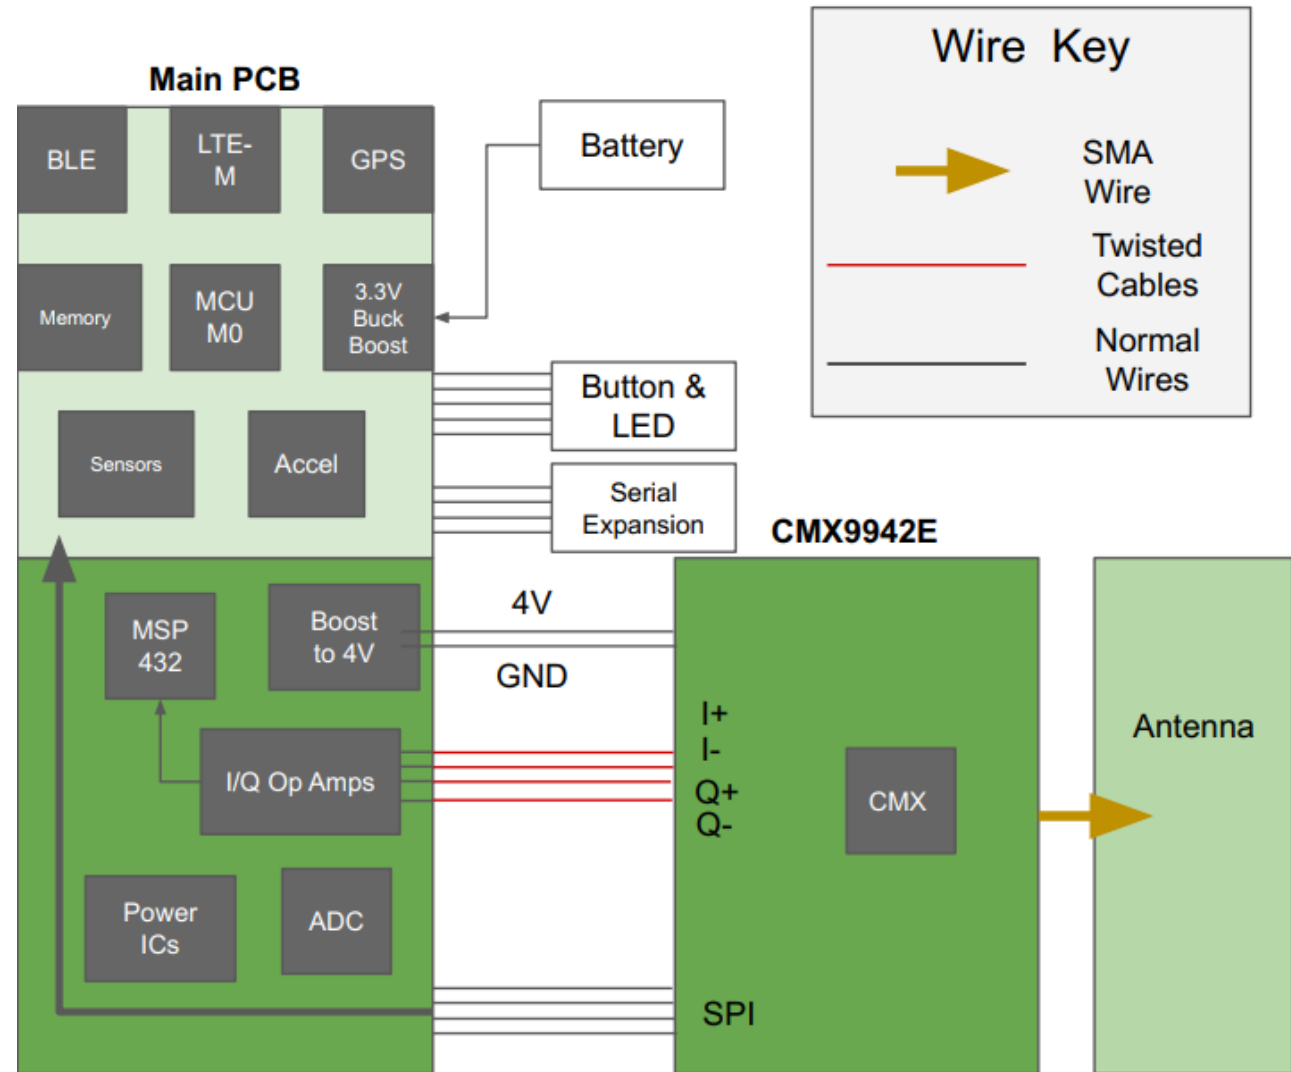 Main PCB
BLE
LTE-
M
GPS
Memory
MCU
M0
3.3V
Buck
Boost
Sensors
Accel
Battery
Button &
LED
Serial
Expansion
Wire Key
SMA
Wire
Twisted
Cables
Normal
Wires
MSP
432
Boost
to 4V
I/Q Op Amps
Power
ICs
ADC
4V
GND
CMX9942E
I+
I-
Q+
Q-
CMX
SPI
Antenna